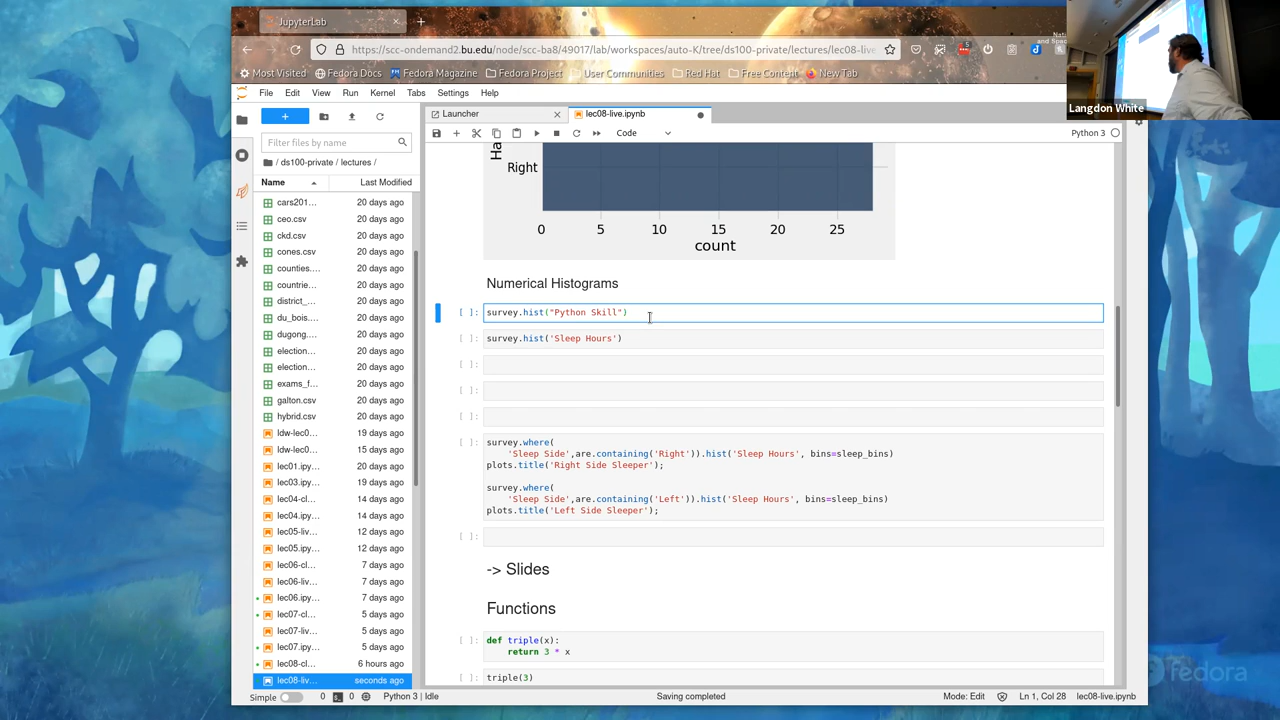 JupyterLab
https://scc-ondemand2.bu.edu/node/scc-ba8/49017/lab/workspaces/auto-K/tree/ds100-private/lectures/lec08-live
Most Visited
Fedora Docs
Fedora Magazine
Fedora Project
User Communities
Red Hat
Free Content
New Tab
Langdon White
File Edit View Run Kernel Tabs Settings Help
Launcher
lec08-live.ipynb
Code
Python 3
Filter files by name
/ ds100-private / lectures /
Name Last Modified
cars201... 20 days ago
ceo.csv 20 days ago
ckd.csv 20 days ago
cones.csv 20 days ago
counties.... 20 days ago
countrie... 20 days ago
district_... 20 days ago
du_bois.... 20 days ago
dugong.... 20 days ago
election... 20 days ago
election... 20 days ago
exams_f... 20 days ago
galton.csv 20 days ago
hybrid.csv 20 days ago
ldw-lec0... 19 days ago
ldw-lec0... 15 days ago
lec01.ipy... 20 days ago
lec03.ipy... 19 days ago
lec04-cl... 14 days ago
lec04.ipy... 14 days ago
lec05-liv... 12 days ago
lec05.ipy... 12 days ago
lec06-cl... 7 days ago
lec06-liv... 7 days ago
lec06.ipy... 7 days ago
lec07-cl... 5 days ago
lec07-liv... 5 days ago
lec07.ipy... 5 days ago
lec08-cl... 6 hours ago
lec08-liv... seconds ago
Ha
Right
0 5 10 15 20 25
count
Numerical Histograms
[ ]: survey.hist("Python Skill")
[ ]: survey.hist('Sleep Hours')
[ ]:
[ ]:
[ ]:
[ ]: survey.where(
'Sleep Side',are.containing('Right')).hist('Sleep Hours', bins=sleep_bins)
plots.title('Right Side Sleeper');
survey.where(
'Sleep Side',are.containing('Left')).hist('Sleep Hours', bins=sleep_bins)
plots.title('Left Side Sleeper');
[ ]:
-> Slides
Functions
[ ]: def triple(x):
return 3 * x
[ ]: triple(3)
Simple 0 0 Python 3 | Idle Saving completed Mode: Edit Ln 1, Col 28 lec08-live.ipynb
fedora